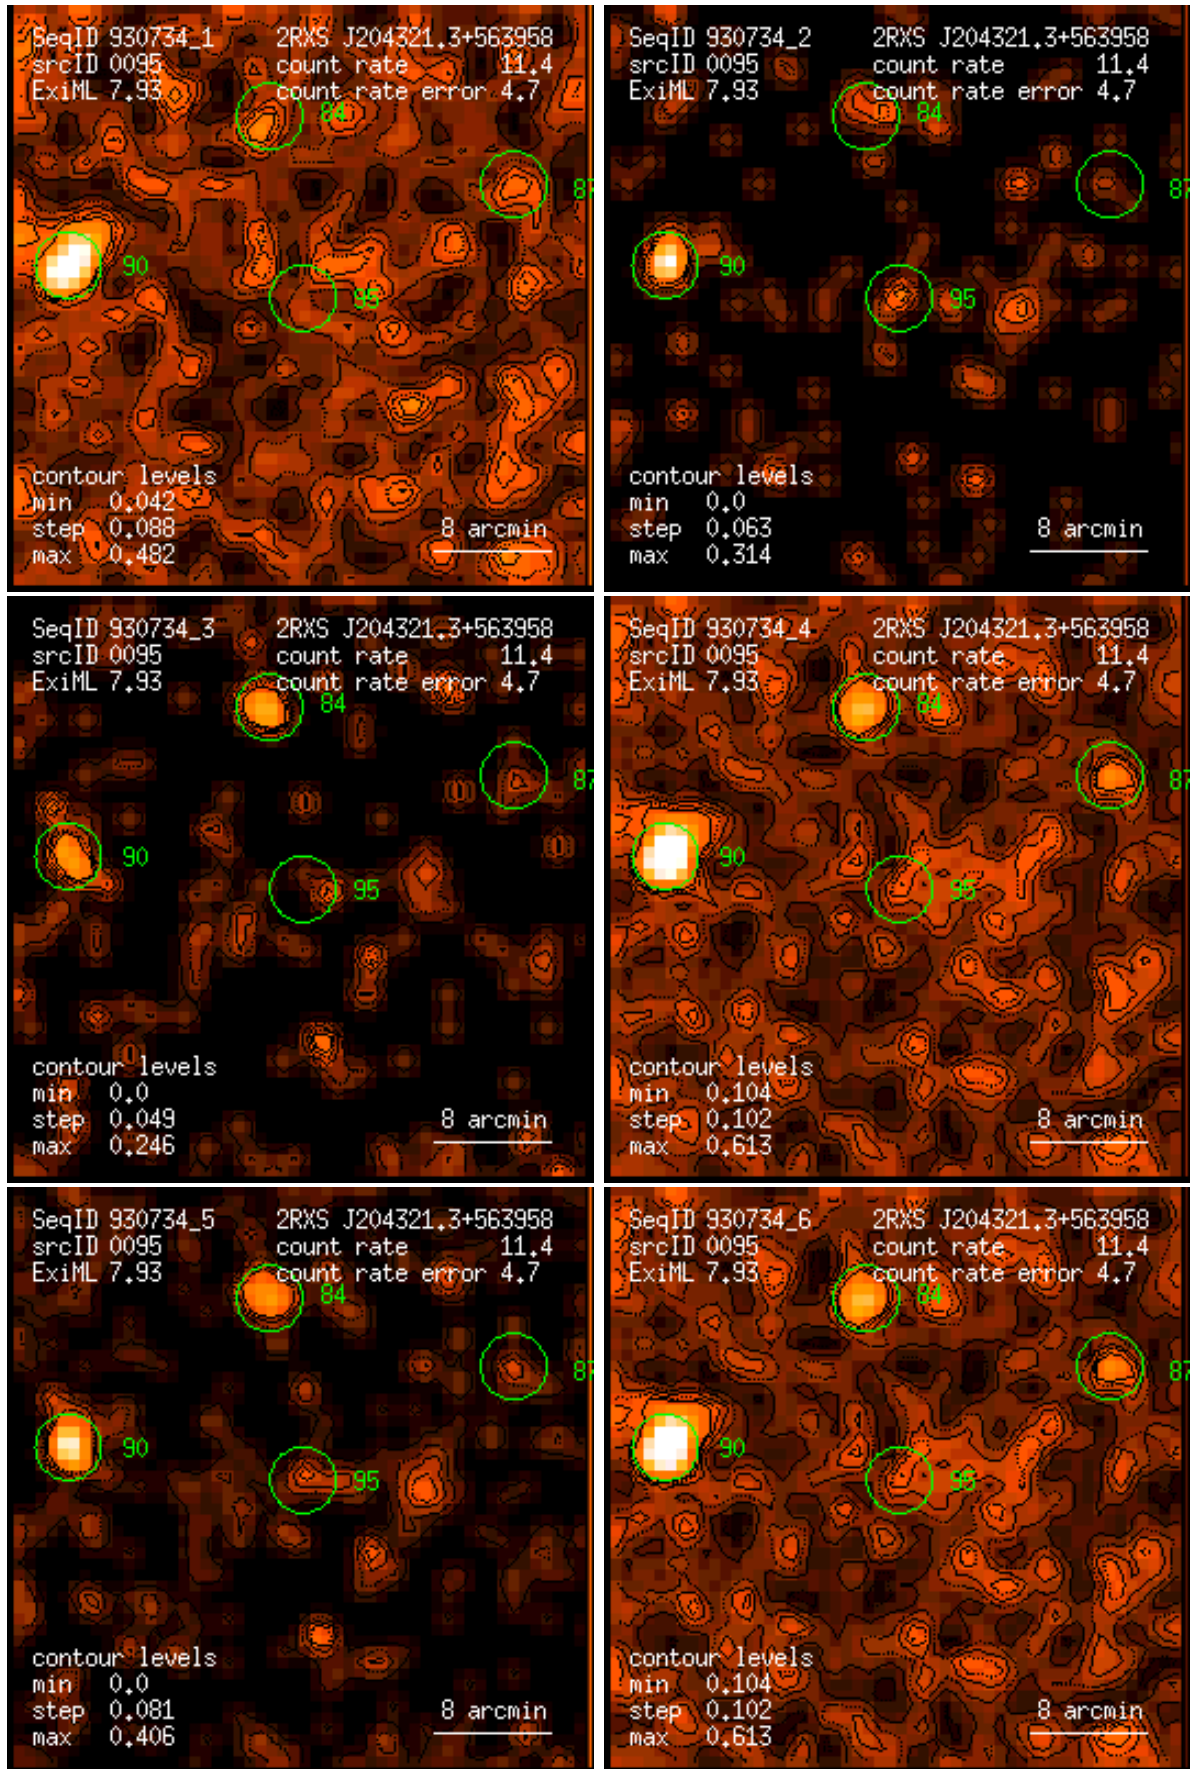 SeqID 930734_1 2RXS J204321.3+563958
srcID 0095 count rate 11.4
ExiML 7.93 count rate error 4.7
84
87
90
95
contour levels
min 0.042
step 0.088 8 arcmin
max 0.482
SeqID 930734_2 2RXS J204321.3+563958
srcID 0095 count rate 11.4
ExiML 7.93 count rate error 4.7
84
87
90
95
contour levels
min 0.0
step 0.063 8 arcmin
max 0.314
SeqID 930734_3 2RXS J204321.3+563958
srcID 0095 count rate 11.4
ExiML 7.93 count rate error 4.7
84
87
90
95
contour levels
min 0.0
step 0.049 8 arcmin
max 0.246
SeqID 930734_4 2RXS J204321.3+563958
srcID 0095 count rate 11.4
ExiML 7.93 count rate error 4.7
84
87
90
95
contour levels
min 0.104
step 0.102 8 arcmin
max 0.613
SeqID 930734_5 2RXS J204321.3+563958
srcID 0095 count rate 11.4
ExiML 7.93 count rate error 4.7
84
87
90
95
contour levels
min 0.0
step 0.081 8 arcmin
max 0.406
SeqID 930734_6 2RXS J204321.3+563958
srcID 0095 count rate 11.4
ExiML 7.93 count rate error 4.7
84
87
90
95
contour levels
min 0.104
step 0.102 8 arcmin
max 0.613